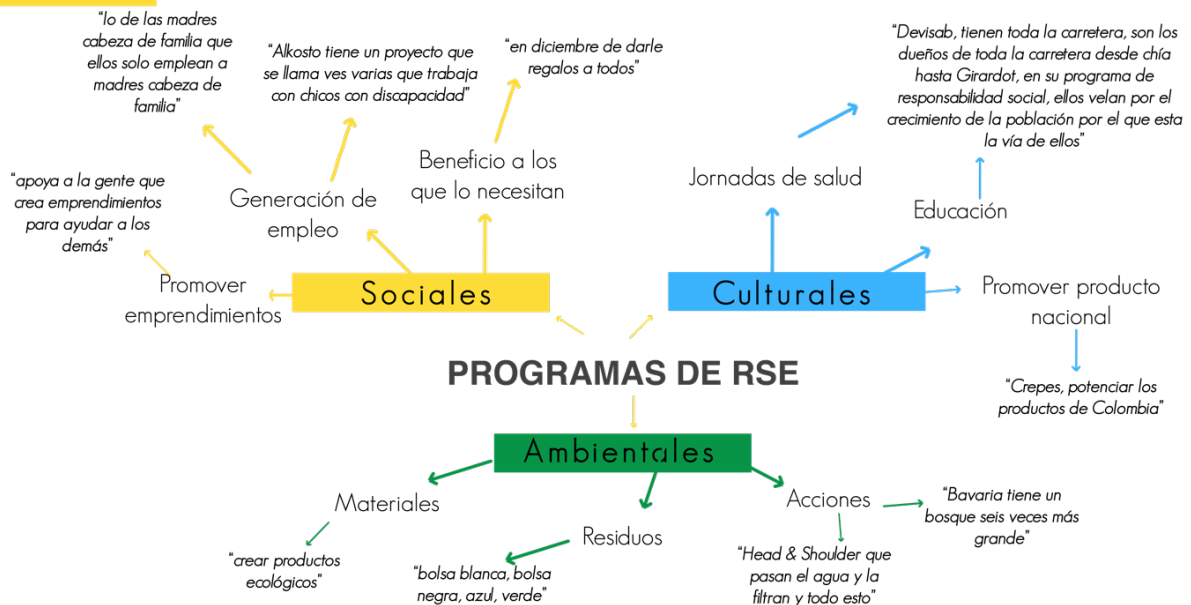 "lo de las madres
cabeza de familia que
ellos solo emplean a
madres cabeza de
familia"
"Alkosto tiene un proyecto que
se llama ves varias que trabaja
con chicos con discapacidad"
"en diciembre de darle
regalos a todos"
"Devisab, tienen toda la carretera, son los
dueños de toda la carretera desde chía
hasta Girardot, en su programa de
responsabilidad social, ellos velan por el
crecimiento de la población por el que esta
la vía de ellos"
"apoya a la gente que
crea emprendimientos
para ayudar a los
demás"
Generación de
empleo
Beneficio a los
que lo necesitan
Jornadas de salud
Educación
Promover
emprendimientos
Sociales
Culturales
Promover producto
nacional
PROGRAMAS DE RSE
"Crepes, potenciar los
productos de Colombia"
Ambientales
Materiales
Residuos
Acciones
"Bavaria tiene un
bosque seis veces más
grande"
"crear productos
ecológicos"
"bolsa blanca, bolsa
negra, azul, verde"
"Head & Shoulder que
pasan el agua y la
filtran y todo esto"